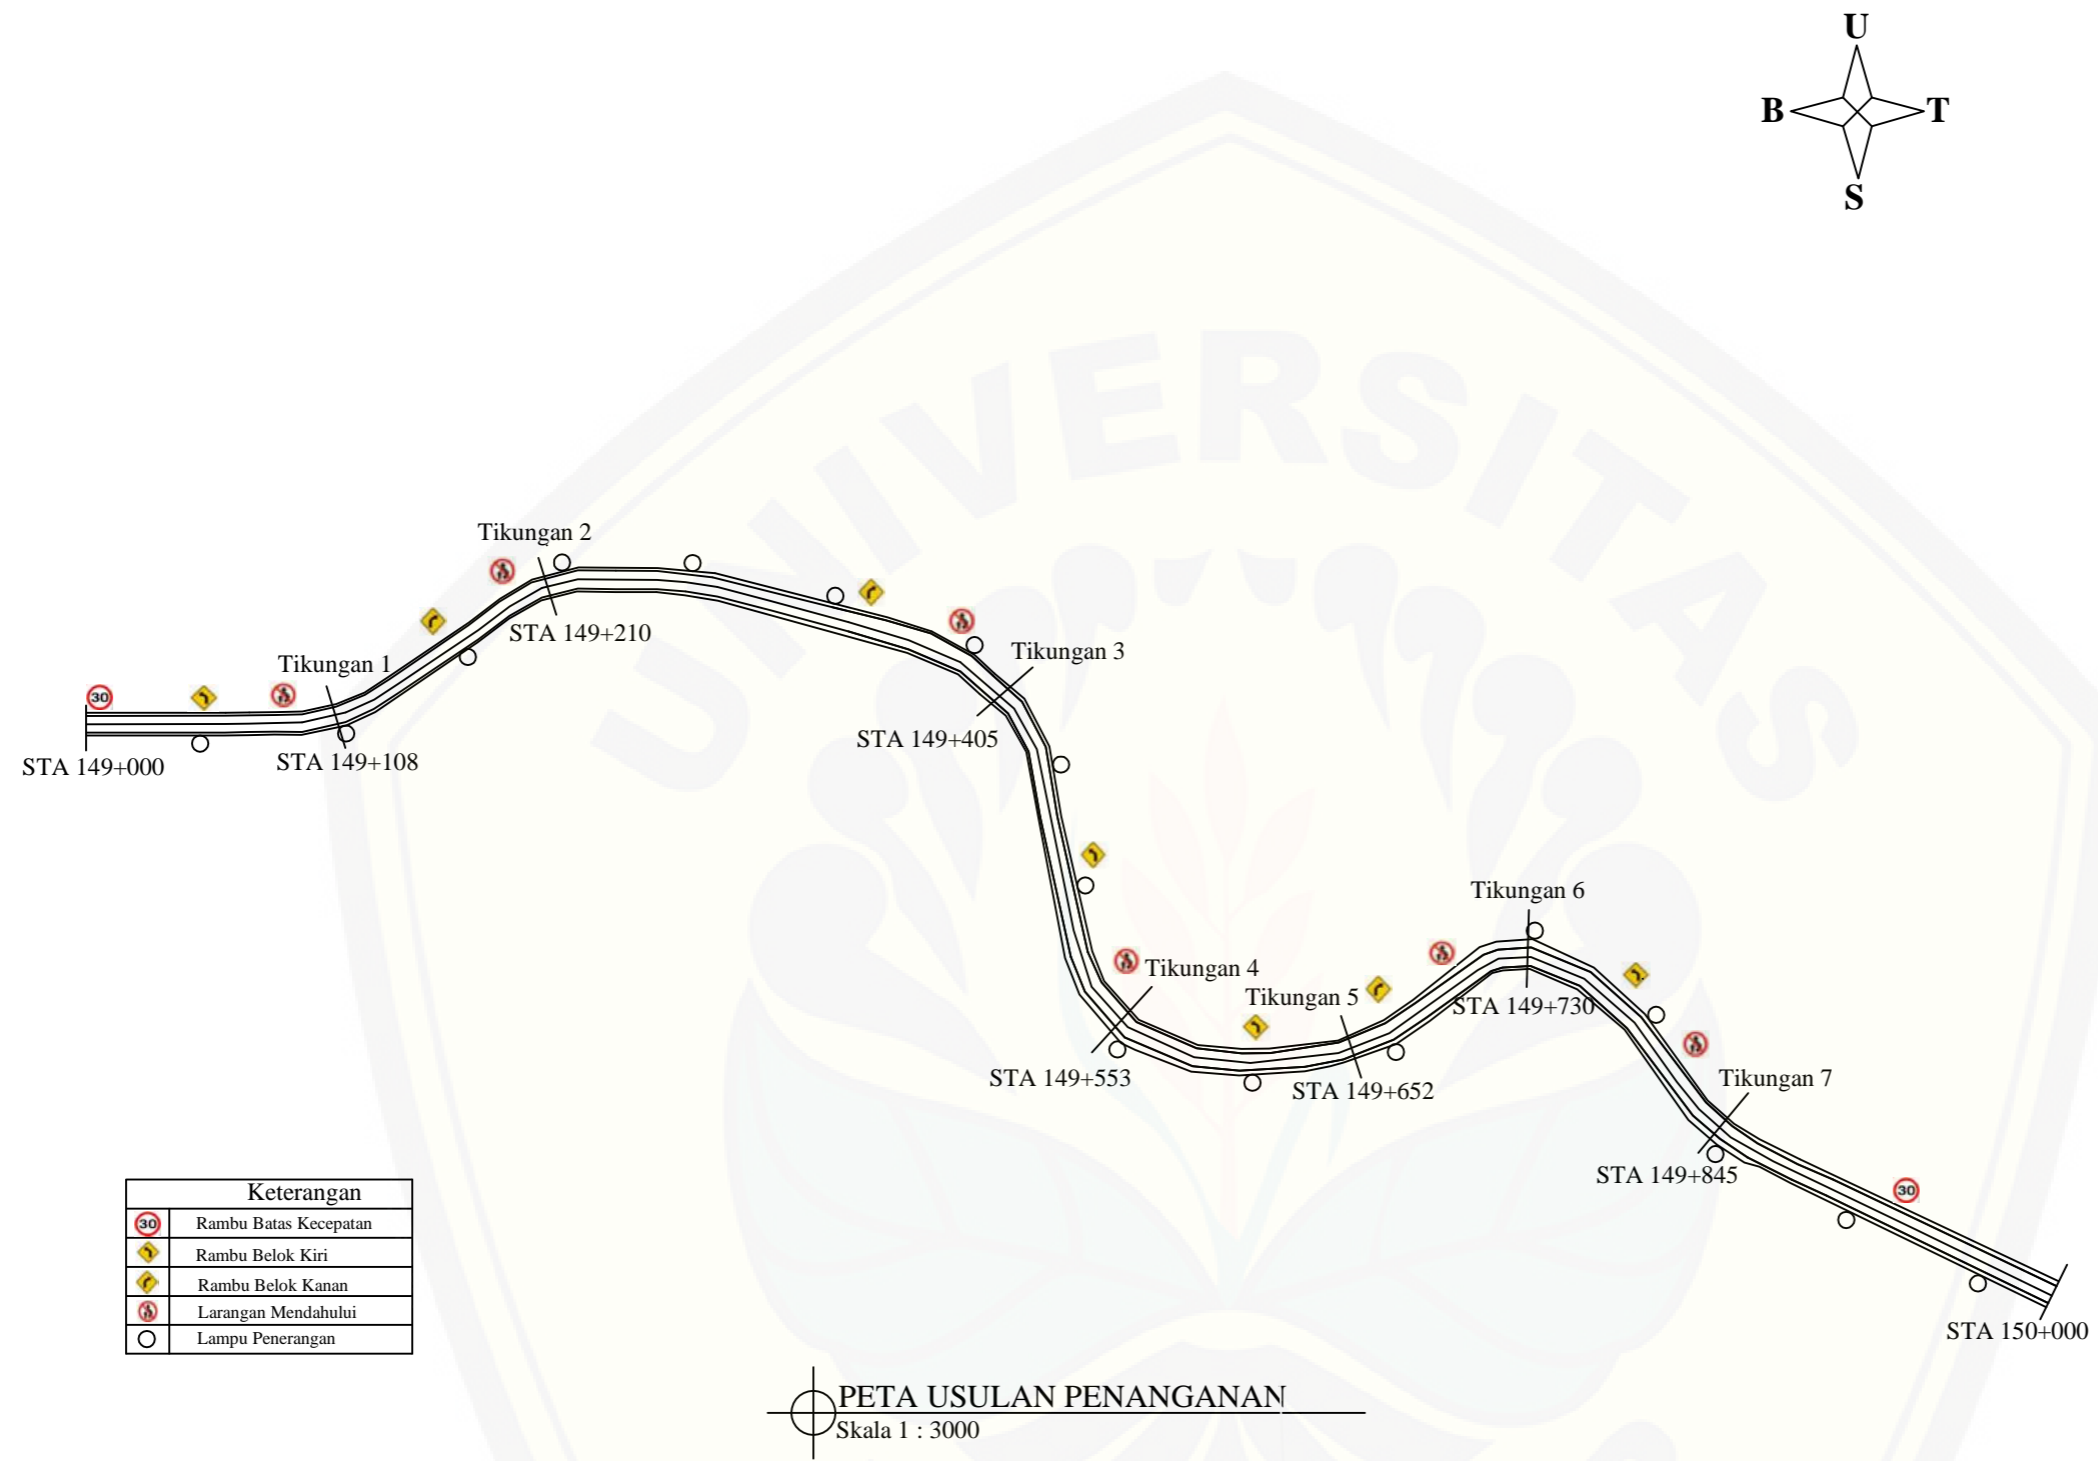 U
B
T
S
UNIVERSITAS
Tikungan 2
STA 149+210
Tikungan 1
30
STA 149+000
STA 149+108
Tikungan 3
STA 149+405
Tikungan 6
Tikungan 4
Tikungan 5
STA 149+730
STA 149+553
STA 149+652
Tikungan 7
STA 149+845
30
STA 150+000
Keterangan
30 Rambu Batas Kecepatan
Rambu Belok Kiri
Rambu Belok Kanan
Larangan Mendahului
Lampu Penerangan
PETA USULAN PENANGANAN
Skala 1 : 3000